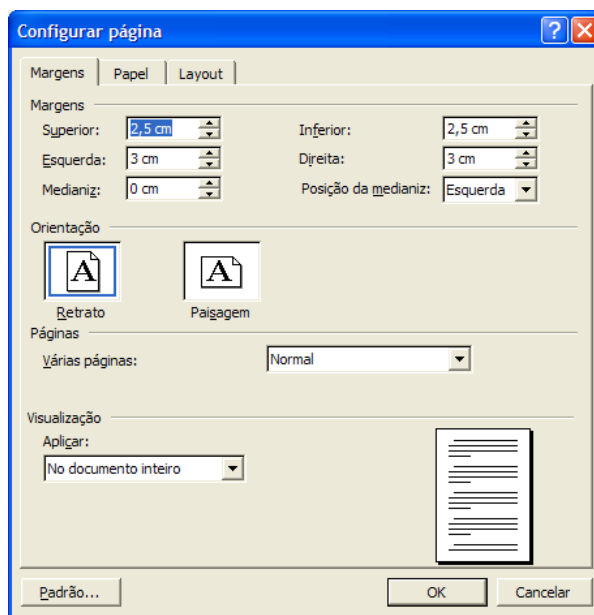 Configurar página
Margens Papel Layout
Margens
Superior: 2,5 cm Inferior: 2,5 cm
Esquerda: 3 cm Direita: 3 cm
Medianiz: 0 cm Posição da medianiz: Esquerda
Orientação
A A
Retrato Paisagem
Páginas
Várias páginas: Normal
Visualização
Aplicar:
No documento inteiro
Padrão... OK Cancelar